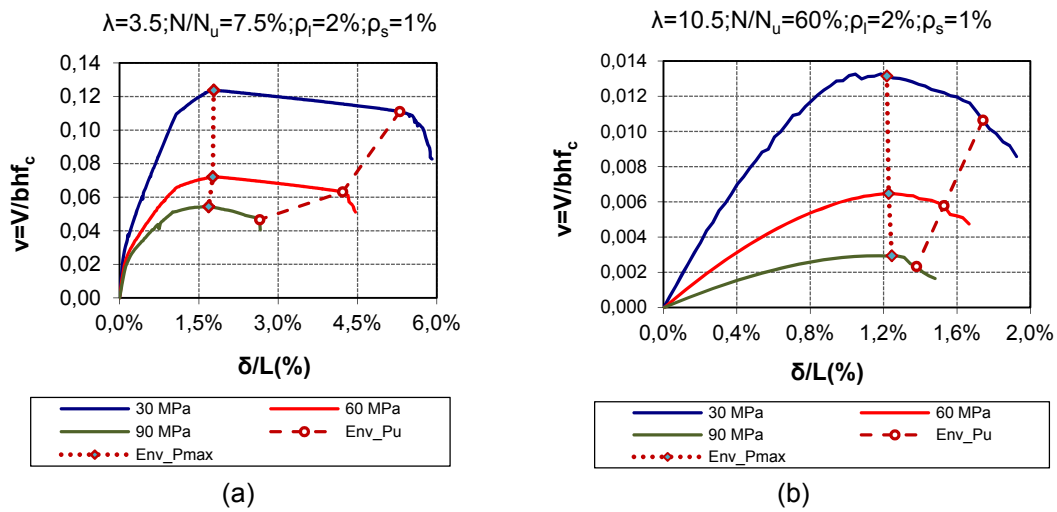 λ=3.5;N/Nu=7.5%;ρl=2%;ρs=1%
0,14
0,12
0,10
0,08
0,06
0,04
0,02
0,00
v=V/bhfc
0,0% 1,5% 3,0% 4,5% 6,0%
δ/L(%)
30 MPa 60 MPa
90 MPa Env_Pu
Env_Pmax
(a)
λ=10.5;N/Nu=60%;ρl=2%;ρs=1%
0,014
0,012
0,010
0,008
0,006
0,004
0,002
0,000
v=V/bhfc
0,0% 0,4% 0,8% 1,2% 1,6% 2,0%
δ/L(%)
30 MPa 60 MPa
90 MPa Env_Pu
Env_Pmax
(b)